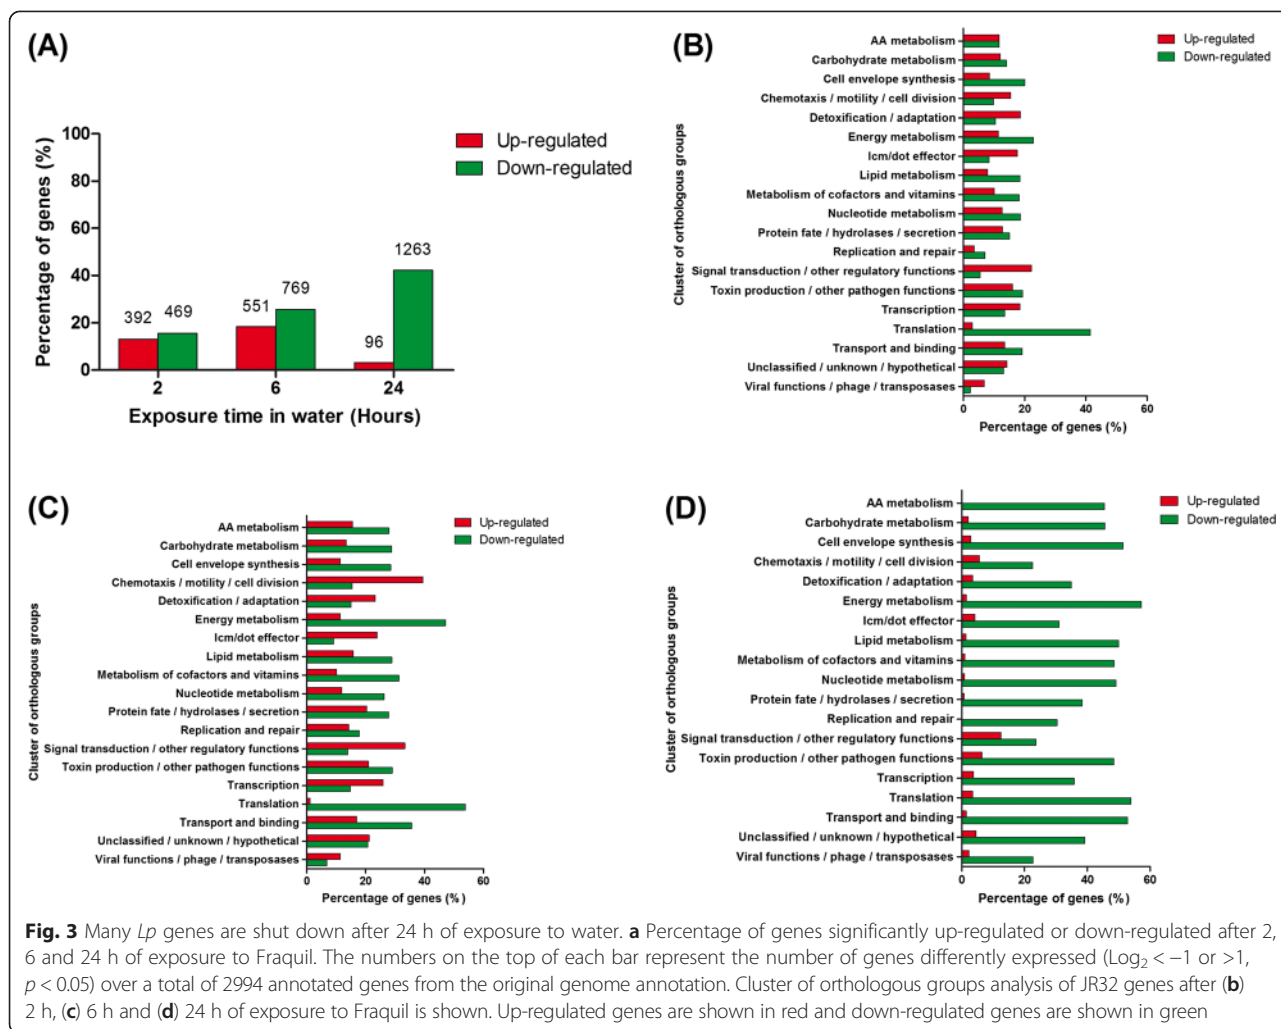 (A)
Percentage of genes (%)
100
80
60
40
20
0
392
469
551
769
96
1263
2
6
24
Exposure time in water (Hours)
Up-regulated
Down-regulated
(B)
Cluster of orthologous groups
AA metabolism
Carbohydrate metabolism
Cell envelope synthesis
Chemotaxis / motility / cell division
Detoxification / adaptation
Energy metabolism
Icm/dot effector
Lipid metabolism
Metabolism of cofactors and vitamins
Nucleotide metabolism
Protein fate / hydrolases / secretion
Replication and repair
Signal transduction / other regulatory functions
Toxin production / other pathogen functions
Transcription
Translation
Transport and binding
Unclassified / unknown / hypothetical
Viral functions / phage / transposases
0 20 40 60
Percentage of genes (%)
Up-regulated
Down-regulated
(C)
Cluster of orthologous groups
AA metabolism
Carbohydrate metabolism
Cell envelope synthesis
Chemotaxis / motility / cell division
Detoxification / adaptation
Energy metabolism
Icm/dot effector
Lipid metabolism
Metabolism of cofactors and vitamins
Nucleotide metabolism
Protein fate / hydrolases / secretion
Replication and repair
Signal transduction / other regulatory functions
Toxin production / other pathogen functions
Transcription
Translation
Transport and binding
Unclassified / unknown / hypothetical
Viral functions / phage / transposases
0 20 40 60
Percentage of genes (%)
Up-regulated
Down-regulated
(D)
Cluster of orthologous groups
AA metabolism
Carbohydrate metabolism
Cell envelope synthesis
Chemotaxis / motility / cell division
Detoxification / adaptation
Energy metabolism
Icm/dot effector
Lipid metabolism
Metabolism of cofactors and vitamins
Nucleotide metabolism
Protein fate / hydrolases / secretion
Replication and repair
Signal transduction / other regulatory functions
Toxin production / other pathogen functions
Transcription
Translation
Transport and binding
Unclassified / unknown / hypothetical
Viral functions / phage / transposases
0 20 40 60
Percentage of genes (%)
Up-regulated
Down-regulated
Fig. 3 Many Lp genes are shut down after 24 h of exposure to water. a Percentage of genes significantly up-regulated or down-regulated after 2,
6 and 24 h of exposure to Fraquil. The numbers on the top of each bar represent the number of genes differently expressed (Log₂ < −1 or >1,
p < 0.05) over a total of 2994 annotated genes from the original genome annotation. Cluster of orthologous groups analysis of JR32 genes after (b)
2 h, (c) 6 h and (d) 24 h of exposure to Fraquil is shown. Up-regulated genes are shown in red and down-regulated genes are shown in green